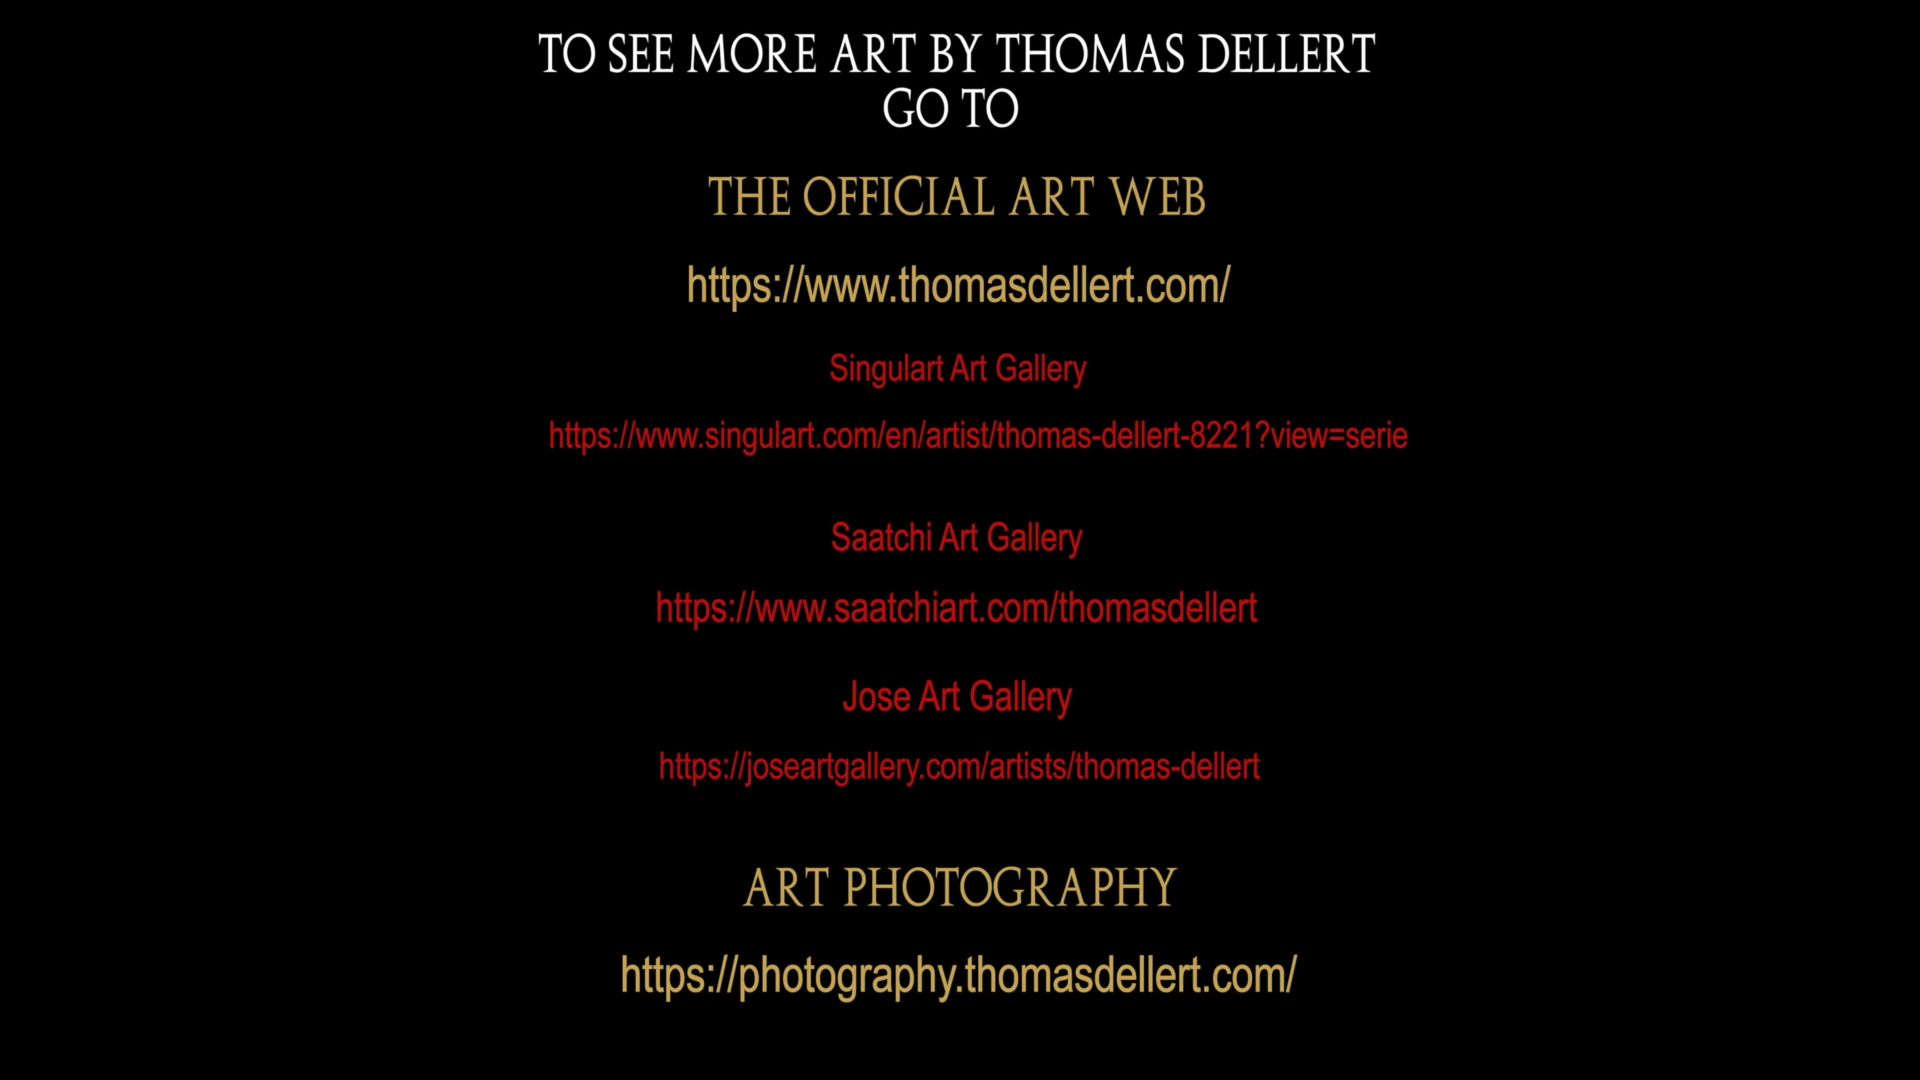 TO SEE MORE ART BY THOMAS DELLERT
GO TO
THE OFFICIAL ART WEB
https://www.thomasdellert.com/
Singulart Art Gallery
https://www.singulart.com/en/artist/thomas-dellert-8221?view=serie
Saatchi Art Gallery
https://www.saatchiart.com/thomasdellert
Jose Art Gallery
https://joseartgallery.com/artists/thomas-dellert
ART PHOTOGRAPHY
https://photography.thomasdellert.com/